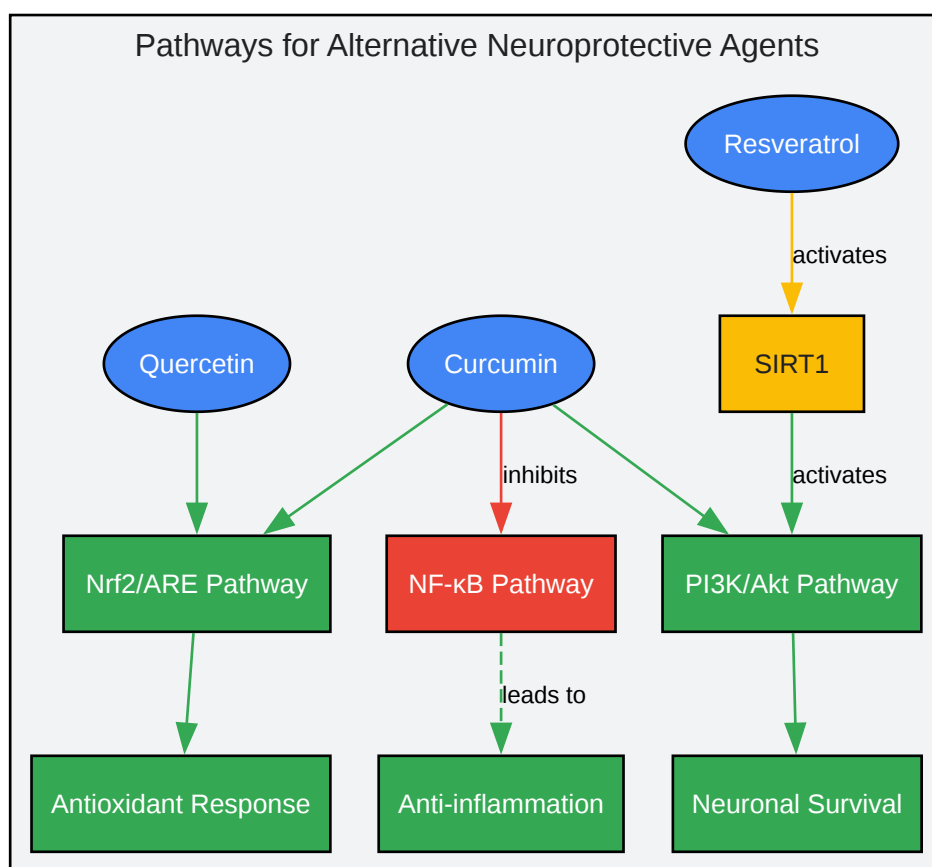 Pathways for Alternative Neuroprotective Agents
Resveratrol
activates
Quercetin
Curcumin
SIRT1
inhibits
activates
Nrf2/ARE Pathway
NF-κB Pathway
PI3K/Akt Pathway
leads to
Antioxidant Response
Anti-inflammation
Neuronal Survival